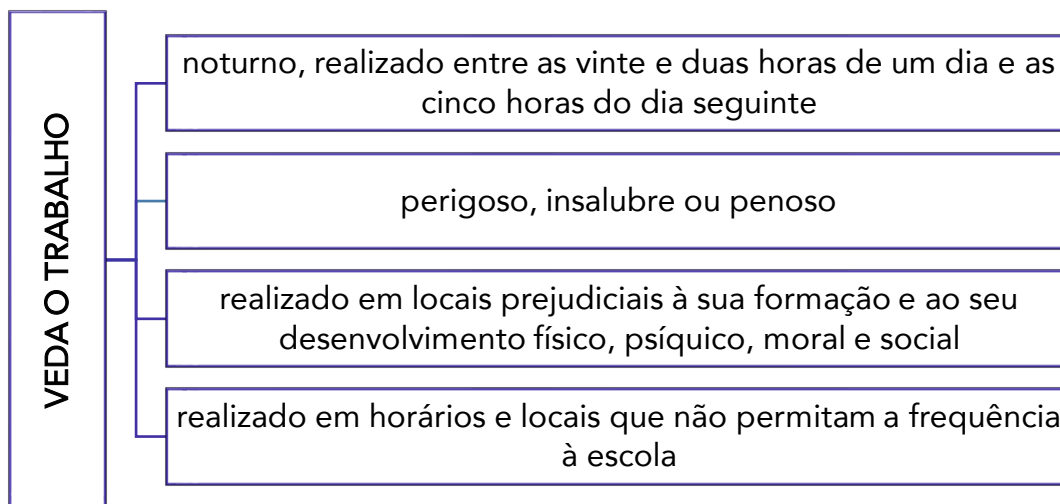 VEDA O TRABALHO
noturno, realizado entre as vinte e duas horas de um dia e as
cinco horas do dia seguinte
perigoso, insalubre ou penoso
realizado em locais prejudiciais à sua formação e ao seu
desenvolvimento físico, psíquico, moral e social
realizado em horários e locais que não permitam a frequência
à escola